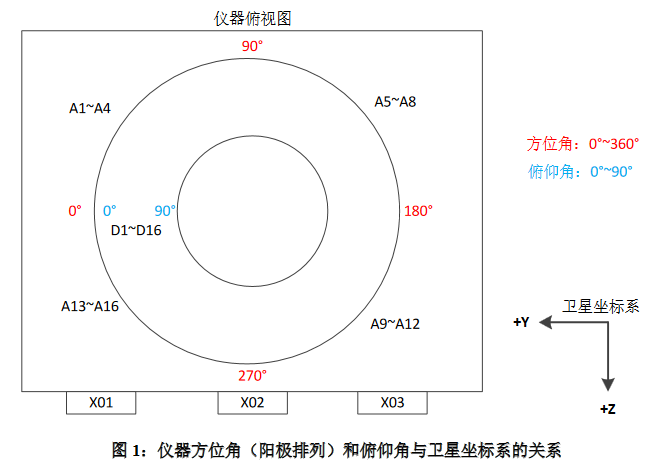 仪器俯视图
90°
A1~A4
A5~A8
方位角：0°~360°
俯仰角：0°~90°
0°
0°
90°
180°
D1~D16
A13~A16
A9~A12
卫星坐标系
+Y
270°
X01
X02
X03
+Z
图 1：仪器方位角（阳极排列）和俯仰角与卫星坐标系的关系